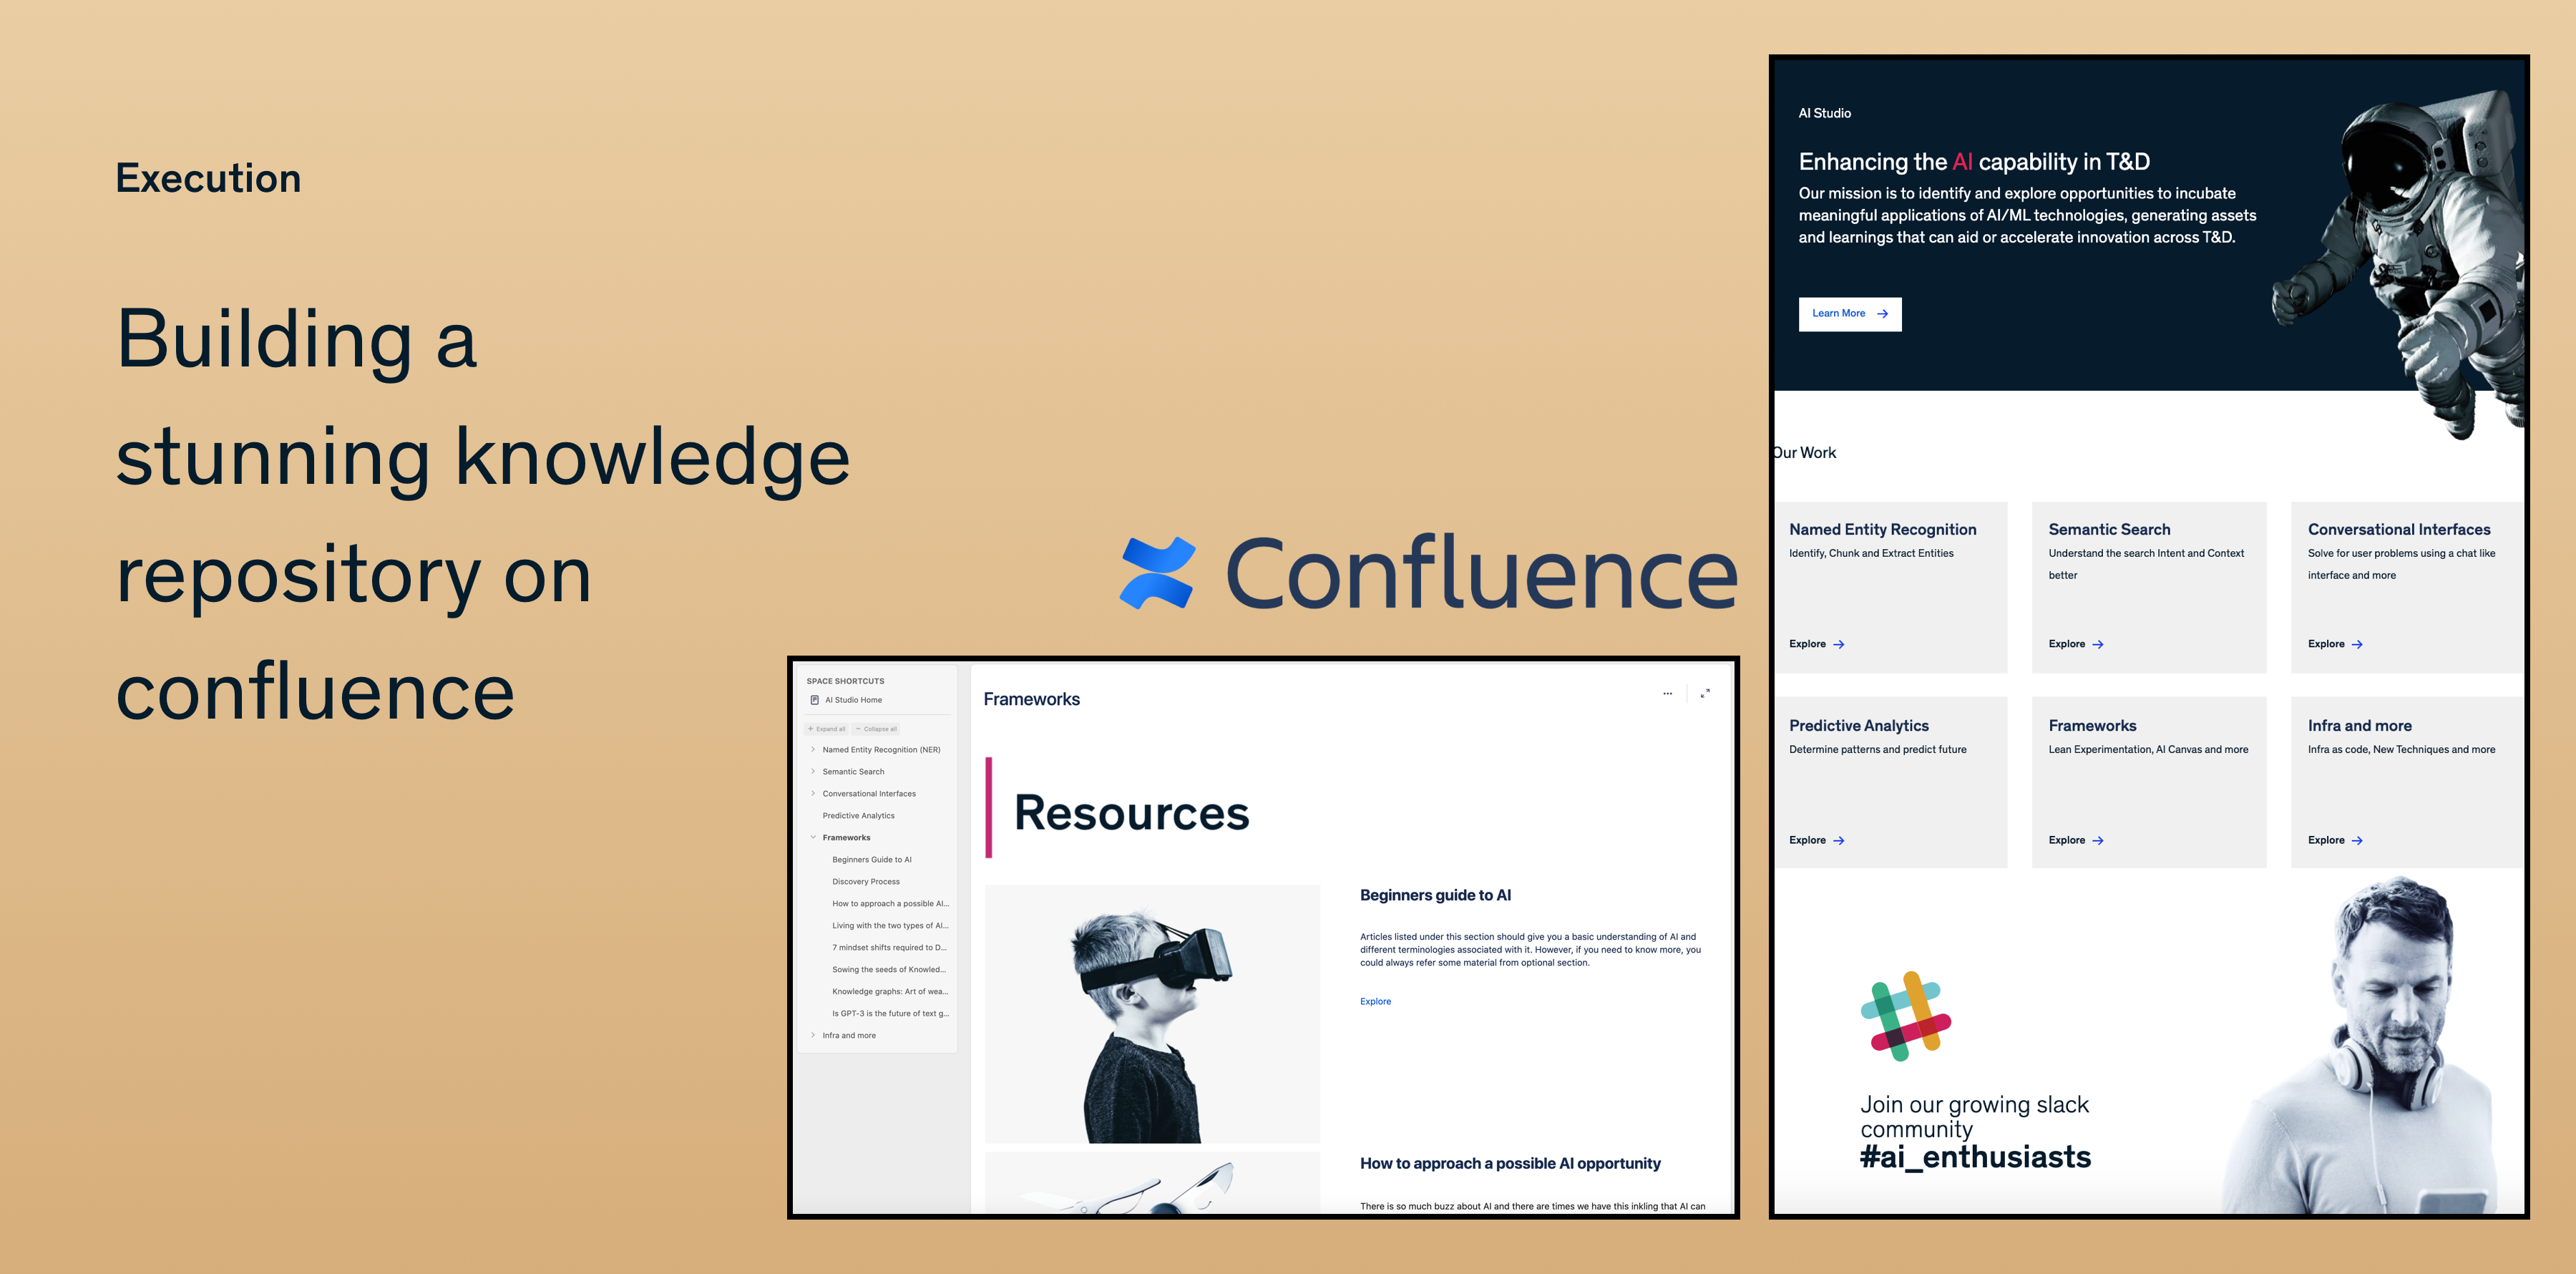 Execution
Building a
stunning knowledge
repository on
confluence
Confluence
SPACE SHORTCUTS
AI Studio Home
+ Expand all − Collapse all
Named Entity Recognition (NER)
Semantic Search
Conversational Interfaces
Predictive Analytics
Frameworks
Beginners Guide to AI
Discovery Process
How to approach a possible AI...
Living with the two types of AI...
7 mindset shifts required to D...
Sowing the seeds of Knowled...
Knowledge graphs: Art of wea...
Is GPT-3 is the future of text g...
Infra and more
Frameworks
Resources
Beginners guide to AI
Articles listed under this section should give you a basic understanding of AI and
different terminologies associated with it. However, if you need to know more, you
could always refer some material from optional section.
Explore
How to approach a possible AI opportunity
There is so much buzz about AI and there are times we have this inkling that AI can
AI Studio
Enhancing the AI capability in T&D
Our mission is to identify and explore opportunities to incubate
meaningful applications of AI/ML technologies, generating assets
and learnings that can aid or accelerate innovation across T&D.
Learn More →
Our Work
Named Entity Recognition
Identify, Chunk and Extract Entities
Explore →
Semantic Search
Understand the search Intent and Context
better
Explore →
Conversational Interfaces
Solve for user problems using a chat like
interface and more
Explore →
Predictive Analytics
Determine patterns and predict future
Explore →
Frameworks
Lean Experimentation, AI Canvas and more
Explore →
Infra and more
Infra as code, New Techniques and more
Explore →
Join our growing slack
community
#ai_enthusiasts